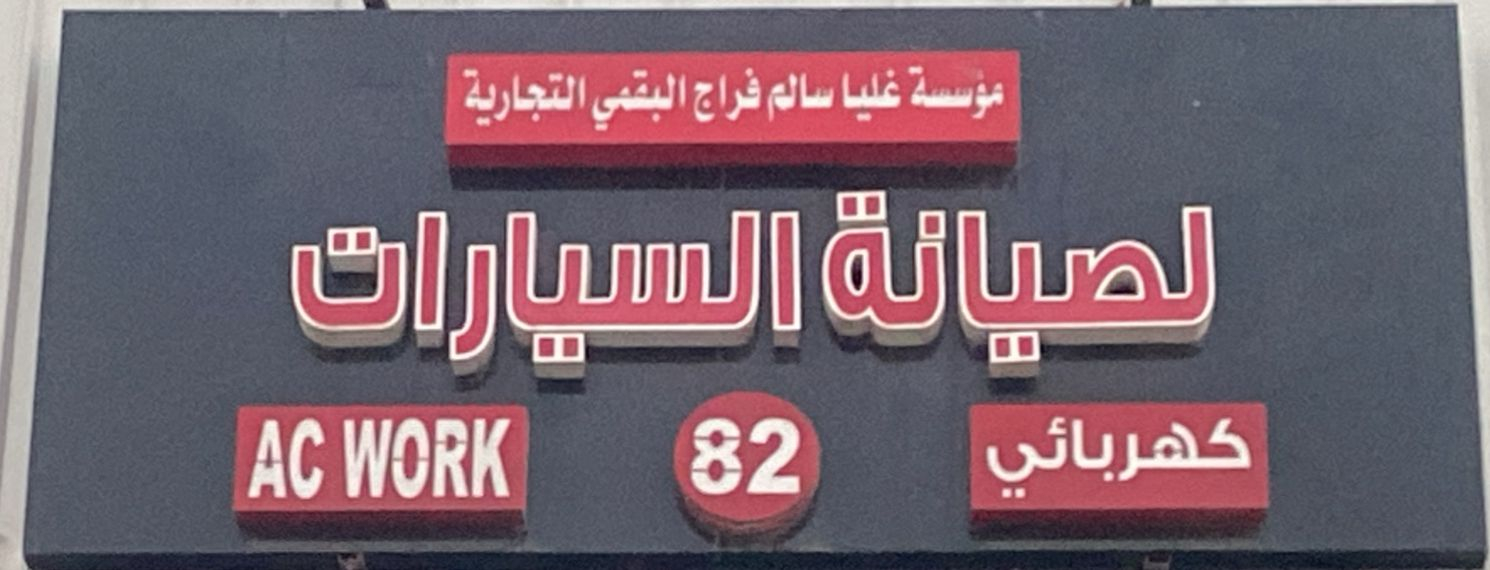 مؤسسة غليا سالم فراج البقمي التجارية
لصيانة السيارات
كهربائي 82 AC WORK